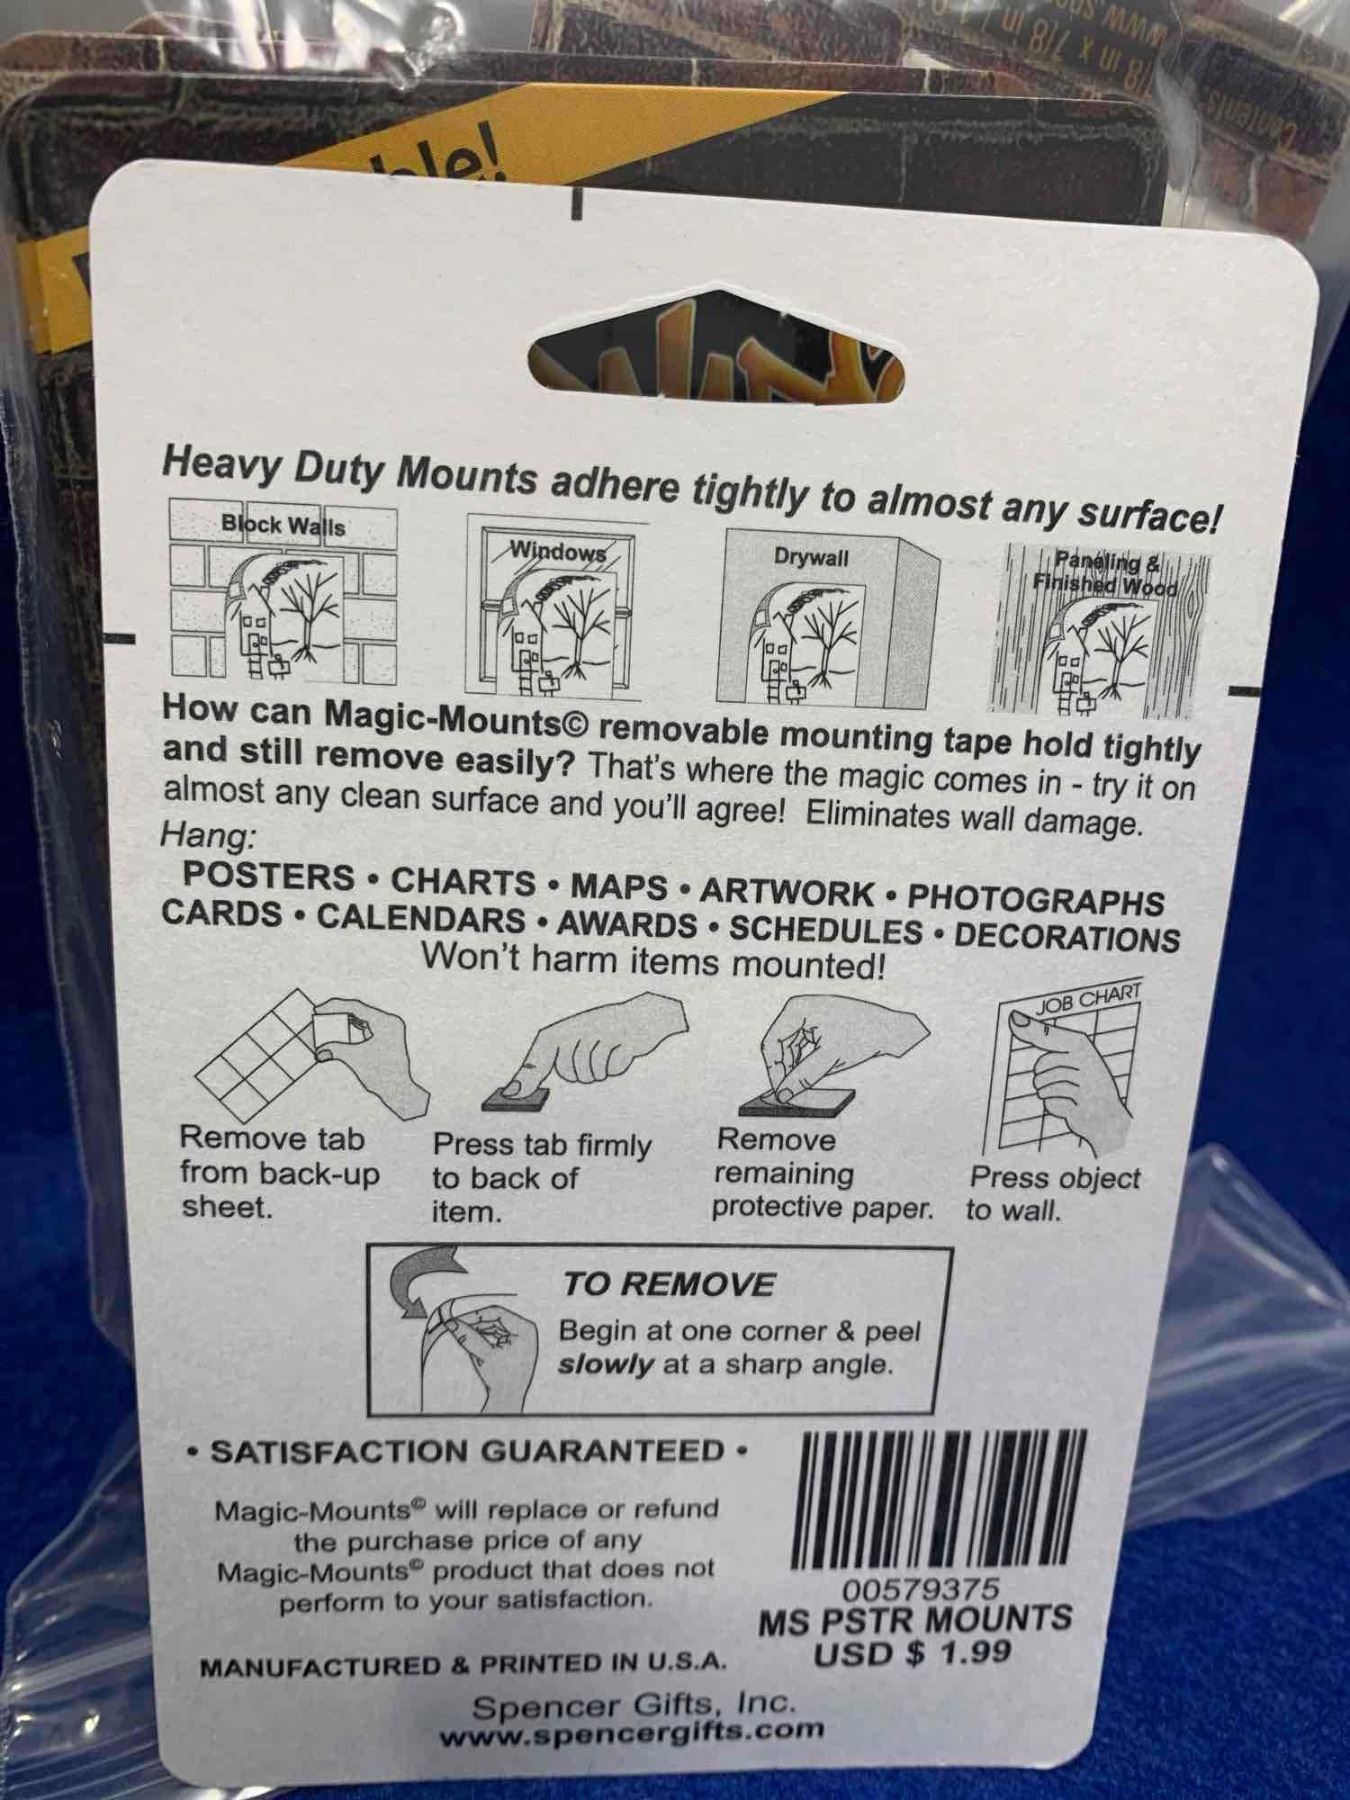 ble!
Heavy Duty Mounts adhere tightly to almost any surface!
Block Walls
Windows
Drywall
Paneling &
Finished Wood
How can Magic-Mounts© removable mounting tape hold tightly
and still remove easily? That's where the magic comes in - try it on
almost any clean surface and you'll agree! Eliminates wall damage.
Hang:
POSTERS • CHARTS • MAPS • ARTWORK • PHOTOGRAPHS
CARDS • CALENDARS • AWARDS • SCHEDULES • DECORATIONS
Won't harm items mounted!
JOB CHART
Remove tab
from back-up
sheet.
Press tab firmly
to back of
item.
Remove
remaining
protective paper.
Press object
to wall.
TO REMOVE
Begin at one corner & peel
slowly at a sharp angle.
• SATISFACTION GUARANTEED •
Magic-Mounts© will replace or refund
the purchase price of any
Magic-Mounts© product that does not
perform to your satisfaction.
MANUFACTURED & PRINTED IN U.S.A.
00579375
MS PSTR MOUNTS
USD $ 1.99
Spencer Gifts, Inc.
www.spencergifts.com